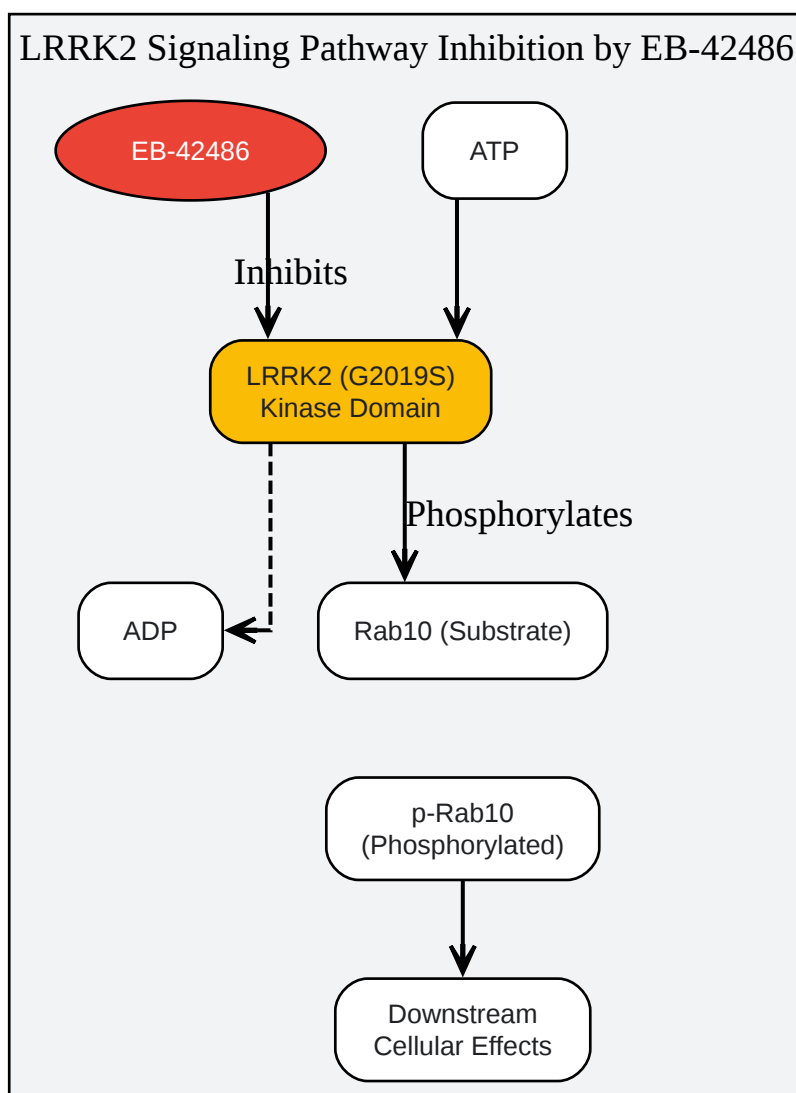 LRRK2 Signaling Pathway Inhibition by EB-42486
EB-42486
ATP
Inhibits
LRRK2 (G2019S)
Kinase Domain
Phosphorylates
ADP
Rab10 (Substrate)
p-Rab10
(Phosphorylated)
Downstream
Cellular Effects